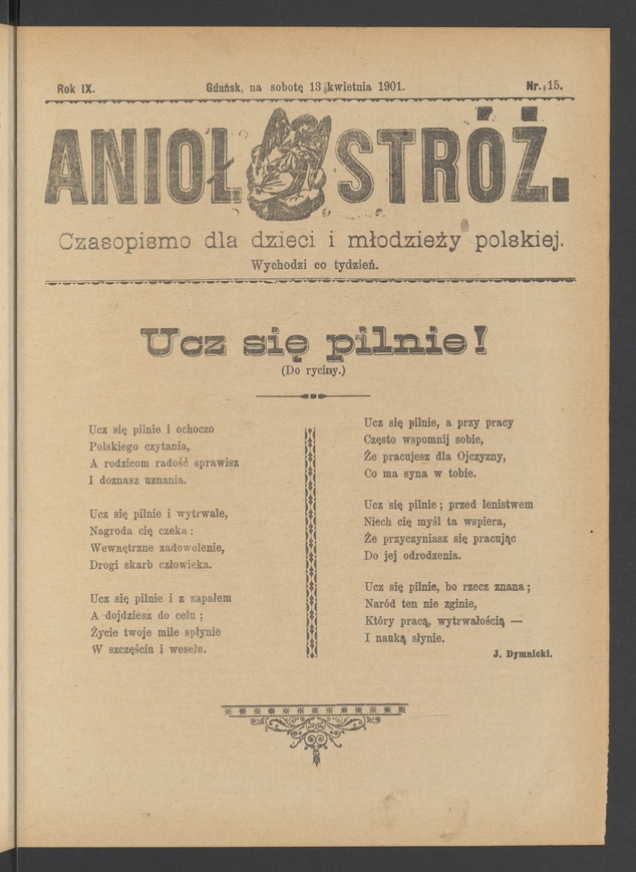 Rok IX.
Gdańsk, na sobotę 13 kwietnia 1901.
Nr. 15.
ANIOŁ STRÓŻ.
Czasopismo dla dzieci i młodzieży polskiej.
Wychodzi co tydzień.
Ucz się pilnie!
(Do ryciny.)
Ucz się pilnie i ochoczo
Polskiego czytania,
A rodzicom radość sprawisz
I doznasz uznania.
Ucz się pilnie i wytrwale,
Nagroda cię czeka:
Wewnętrzne zadowolenie,
Drogi skarb człowieka.
Ucz się pilnie i z zapałem
A dojdziesz do celu;
Życie twoje mile spłynie
W szczęściu i weselu.
Ucz się pilnie, a przy pracy
Często wspomnij sobie,
Że pracujesz dla Ojczyzny,
Co ma syna w tobie.
Ucz się pilnie; przed lenistwem
Niech cię myśl ta wspiera,
Że przyczyniasz się pracując
Do jej odrodzenia.
Ucz się pilnie, bo rzecz znana;
Naród ten nie zginie,
Który pracą, wytrwałością —
I nauką słynie.
J. Dymnicki.